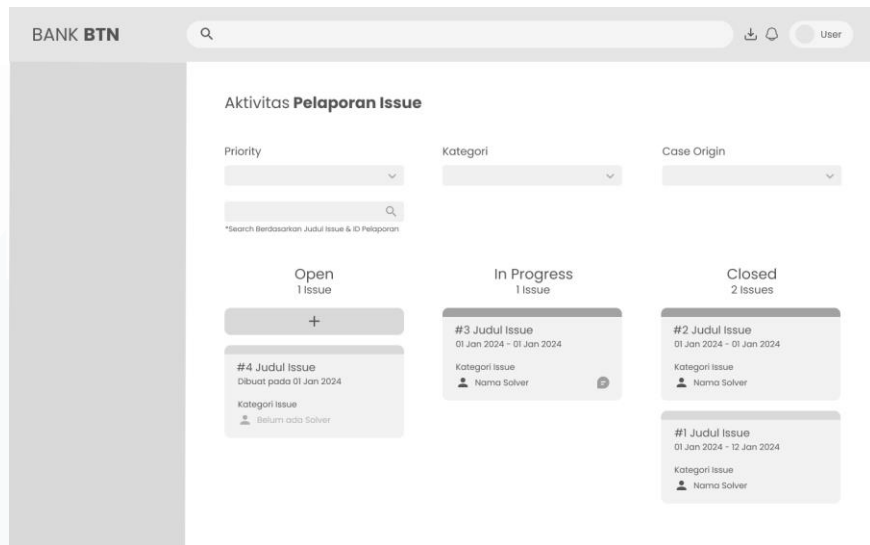 BANK BTN
User
Aktivitas Pelaporan Issue
Priority
Kategori
Case Origin
*Search Berdasarkan Judul Issue & ID Pelaporan
Open
1 Issue
+
#4 Judul Issue
Dibuat pada 01 Jan 2024
Kategori Issue
Belum ada Solver
In Progress
1 Issue
#3 Judul Issue
01 Jan 2024 - 01 Jan 2024
Kategori Issue
Nama Solver
Closed
2 Issues
#2 Judul Issue
01 Jan 2024 - 01 Jan 2024
Kategori Issue
Nama Solver
#1 Judul Issue
01 Jan 2024 - 12 Jan 2024
Kategori Issue
Nama Solver